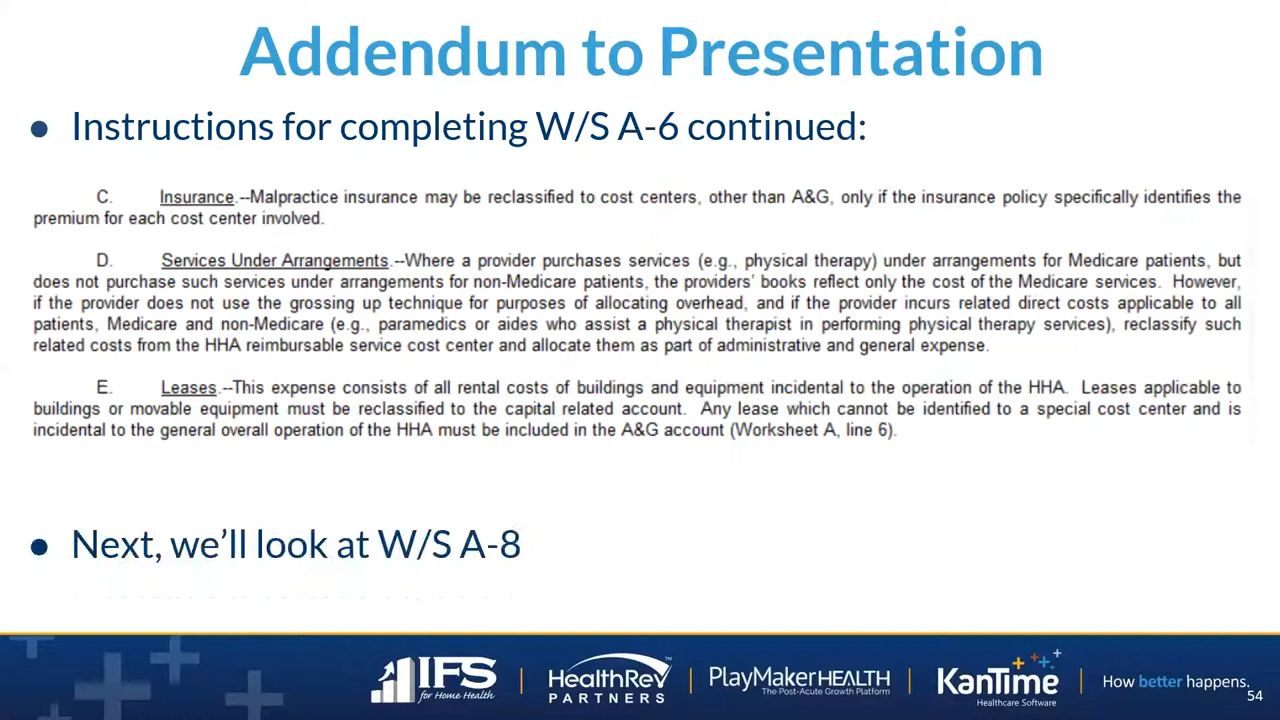 Addendum to Presentation
● Instructions for completing W/S A-6 continued:
C. Insurance.--Malpractice insurance may be reclassified to cost centers, other than A&G, only if the insurance policy specifically identifies the
premium for each cost center involved.
D. Services Under Arrangements.--Where a provider purchases services (e.g., physical therapy) under arrangements for Medicare patients, but
does not purchase such services under arrangements for non-Medicare patients, the providers' books reflect only the cost of the Medicare services. However,
if the provider does not use the grossing up technique for purposes of allocating overhead, and if the provider incurs related direct costs applicable to all
patients, Medicare and non-Medicare (e.g., paramedics or aides who assist a physical therapist in performing physical therapy services), reclassify such
related costs from the HHA reimbursable service cost center and allocate them as part of administrative and general expense.
E. Leases.--This expense consists of all rental costs of buildings and equipment incidental to the operation of the HHA. Leases applicable to
buildings or movable equipment must be reclassified to the capital related account. Any lease which cannot be identified to a special cost center and is
incidental to the general overall operation of the HHA must be included in the A&G account (Worksheet A, line 6).
● Next, we'll look at W/S A-8
IFS
for Home Health
HealthRev™
PARTNERS
PlayMakerHEALTH
The Post-Acute Growth Platform
KanTime
Healthcare Software
How better happens.
54